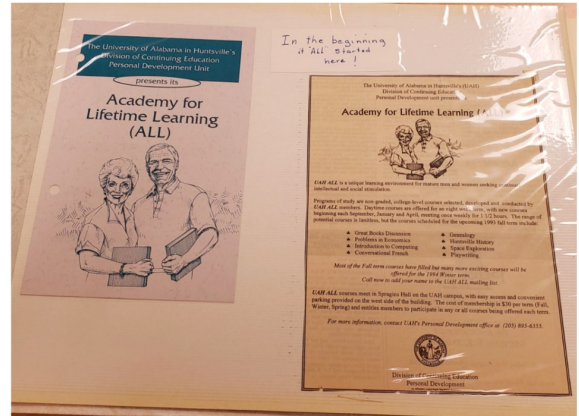 The University of Alabama in Huntsville's
Division of Continuing Education
Personal Development Unit
presents its
Academy for
Lifetime Learning
(ALL)
In the beginning
it "ALL" started
here!
The University of Alabama in Huntsville's (UAH)
Division of Continuing Educat
Personal Development unit presents
Academy for Lifetime Learning (ALL)
UAH ALL is a unique learning environment for mature men and women seeking
intellectual and social stimulation.
Programs of study are non-graded, college-level courses selected, developed and conducted by
UAH ALL members. Daytime courses are offered for an eight week term, with new courses
beginning each September, January and April, meeting once weekly for 1 1/2 hours. The range of
potential courses is limitless, but the courses scheduled for the upcoming 1993 fall term include:
♣ Great Books Discussion
♣ Problems in Economics
♣ Introduction to Computing
♣ Conversational French
♣ Genealogy
♣ Huntsville History
♣ Space Exploration
♣ Playwriting
Most of the Fall term courses have filled but many more exciting courses will be
offered for the 1994 Winter term.
Call now to add your name to the UAH ALL mailing list.
UAH ALL courses meet in Spragins Hall on the UAH campus, with easy access and convenient
parking provided on the west side of the building. The cost of membership is $30 per term (Fall,
Winter, Spring) and entitles members to participate in any or all courses being offered each term.
For more information, contact UAH's Personal Development office at (205) 895-6355.
Division of Continuing Education
Personal Development